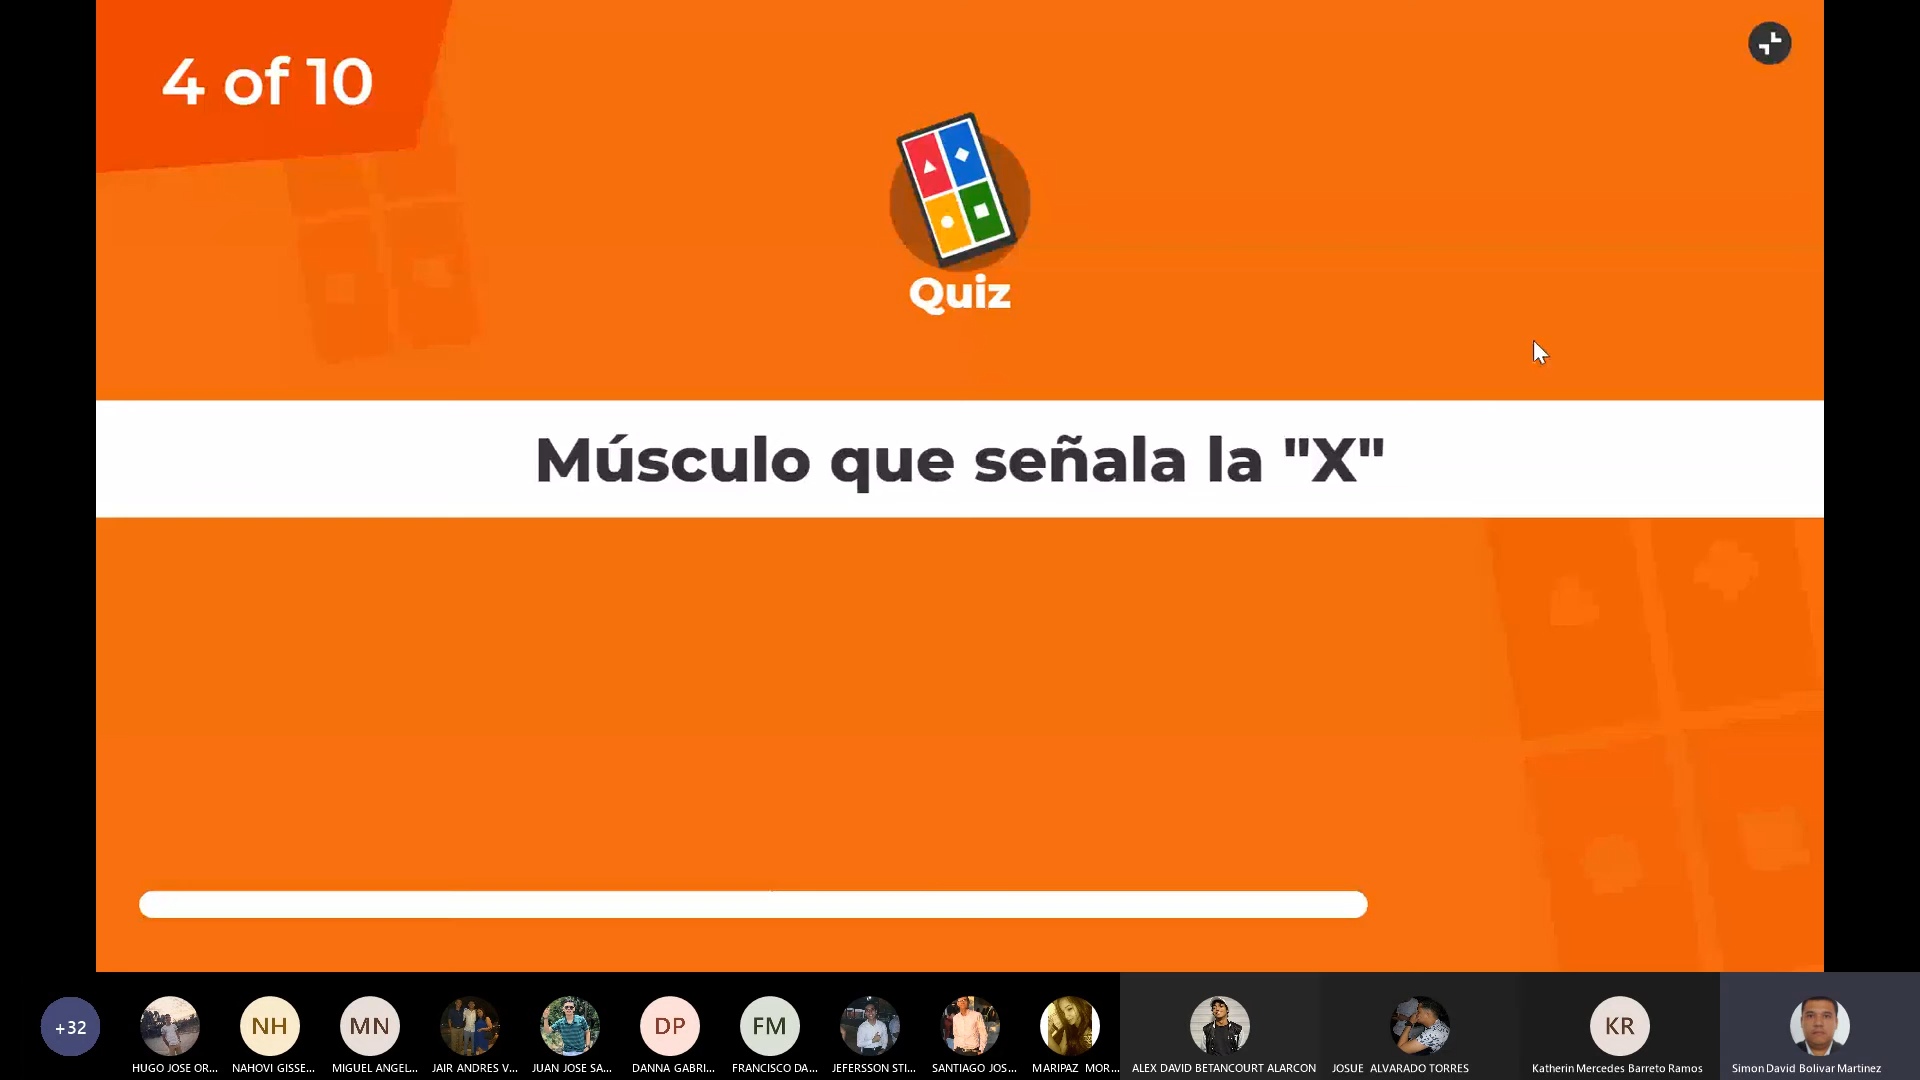 4 of 10
Quiz
Músculo que señala la "X"
+32
NH
MN
DP
FM
KR
HUGO JOSE OR...
NAHOVI GISSE...
MIGUEL ANGEL...
JAIR ANDRES V...
JUAN JOSE SA...
DANNA GABRI...
FRANCISCO DA...
JEFERSSON STI...
SANTIAGO JOS...
MARIPAZ MOR...
ALEX DAVID BETANCOURT ALARCON
JOSUE ALVARADO TORRES
Katherin Mercedes Barreto Ramos
Simon David Bolivar Martinez